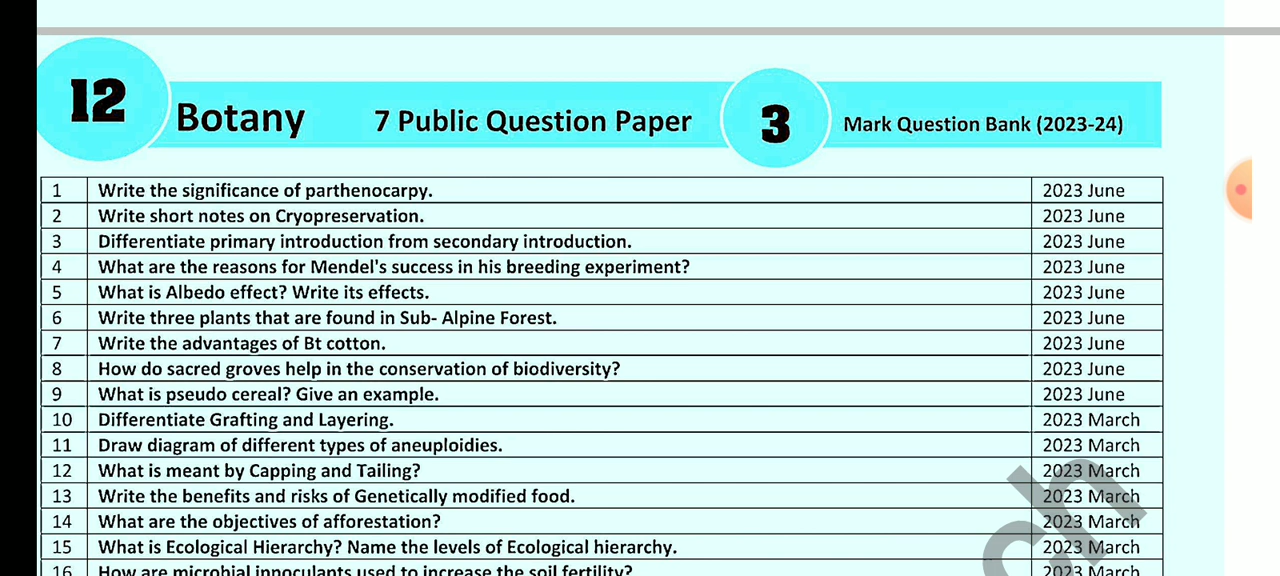 12 Botany 7 Public Question Paper 3 Mark Question Bank (2023-24)
1 Write the significance of parthenocarpy. 2023 June
2 Write short notes on Cryopreservation. 2023 June
3 Differentiate primary introduction from secondary introduction. 2023 June
4 What are the reasons for Mendel's success in his breeding experiment? 2023 June
5 What is Albedo effect? Write its effects. 2023 June
6 Write three plants that are found in Sub- Alpine Forest. 2023 June
7 Write the advantages of Bt cotton. 2023 June
8 How do sacred groves help in the conservation of biodiversity? 2023 June
9 What is pseudo cereal? Give an example. 2023 June
10 Differentiate Grafting and Layering. 2023 March
11 Draw diagram of different types of aneuploidies. 2023 March
12 What is meant by Capping and Tailing? 2023 March
13 Write the benefits and risks of Genetically modified food. 2023 March
14 What are the objectives of afforestation? 2023 March
15 What is Ecological Hierarchy? Name the levels of Ecological hierarchy. 2023 March
16 How are microbial innoculants used to increase the soil fertility? 2023 March